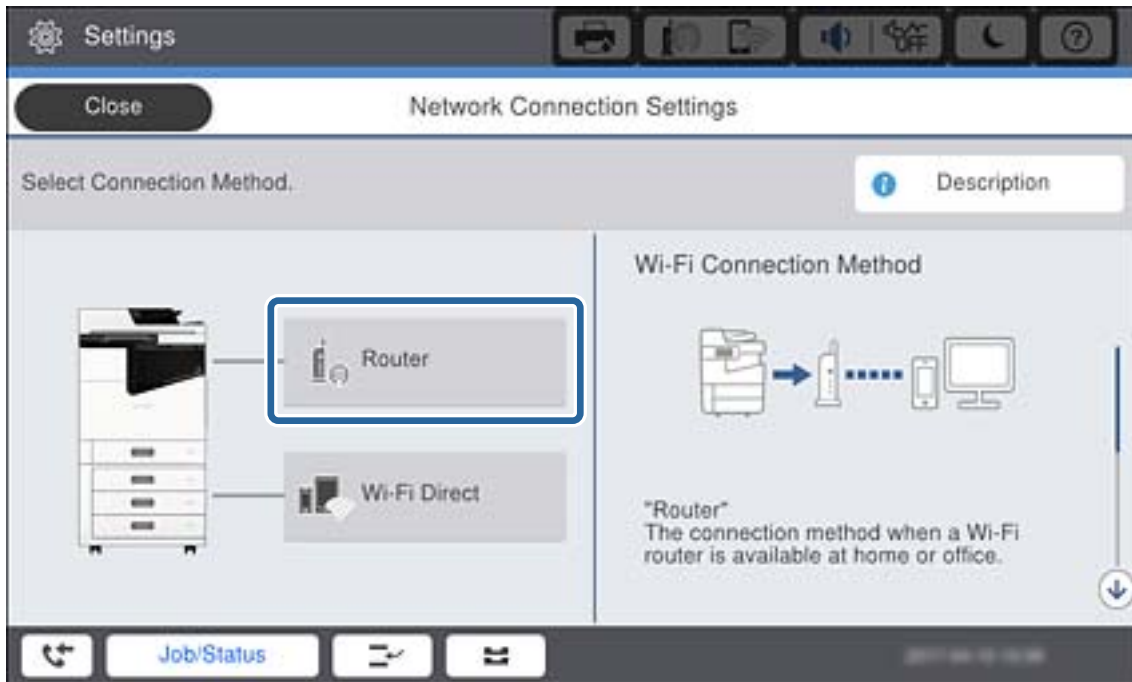 Settings
OFF
Close
Network Connection Settings
Select Connection Method.
Description
Router
Wi-Fi Direct
Wi-Fi Connection Method
"Router"
The connection method when a Wi-Fi
router is available at home or office.
Job/Status